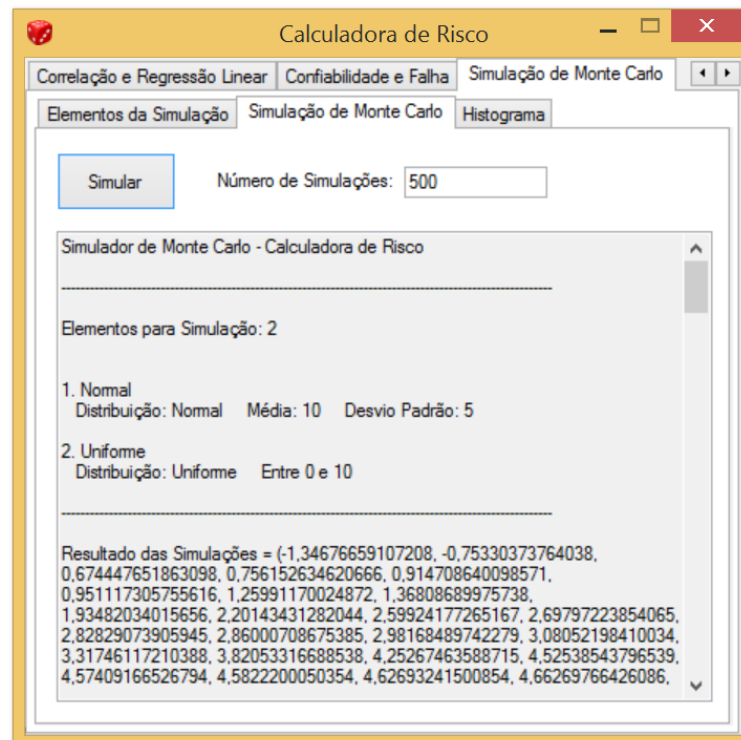 Calculadora de Risco
Correlação e Regressão Linear Confiabilidade e Falha Simulação de Monte Carlo
Elementos da Simulação Simulação de Monte Carlo Histograma
Simular Número de Simulações: 500
Simulador de Monte Carlo - Calculadora de Risco
Elementos para Simulação: 2
1. Normal
Distribuição: Normal Média: 10 Desvio Padrão: 5
2. Uniforme
Distribuição: Uniforme Entre 0 e 10
Resultado das Simulações = (-1,34676659107208, -0,75330373764038,
0,674447651863098, 0,756152634620666, 0,914708640098571,
0,951117305755616, 1,25991170024872, 1,36808689975738,
1,93482034015656, 2,20143431282044, 2,59924177265167, 2,69797223854065,
2,82829073905945, 2,86000708675385, 2,98168489742279, 3,08052198410034,
3,31746117210388, 3,82053316688538, 4,25267463588715, 4,52538543796539,
4,57409166526794, 4,5822200050354, 4,62693241500854, 4,66269766426086,